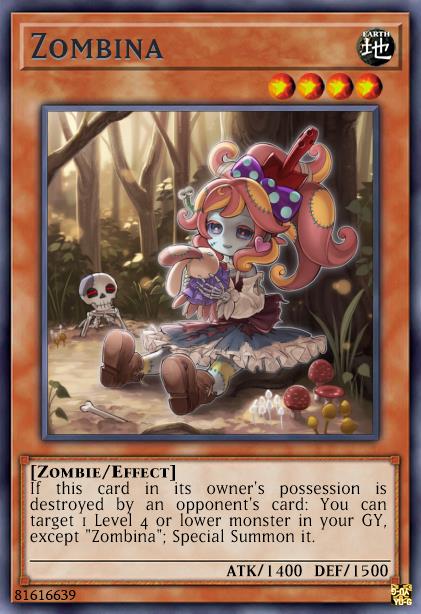 ZOMBINA
EARTH
地
[ZOMBIE/EFFECT]
If this card in its owner's possession is
destroyed by an opponent's card: You can
target 1 Level 4 or lower monster in your GY,
except "Zombina"; Special Summon it.
ATK/1400 DEF/1500
81616639